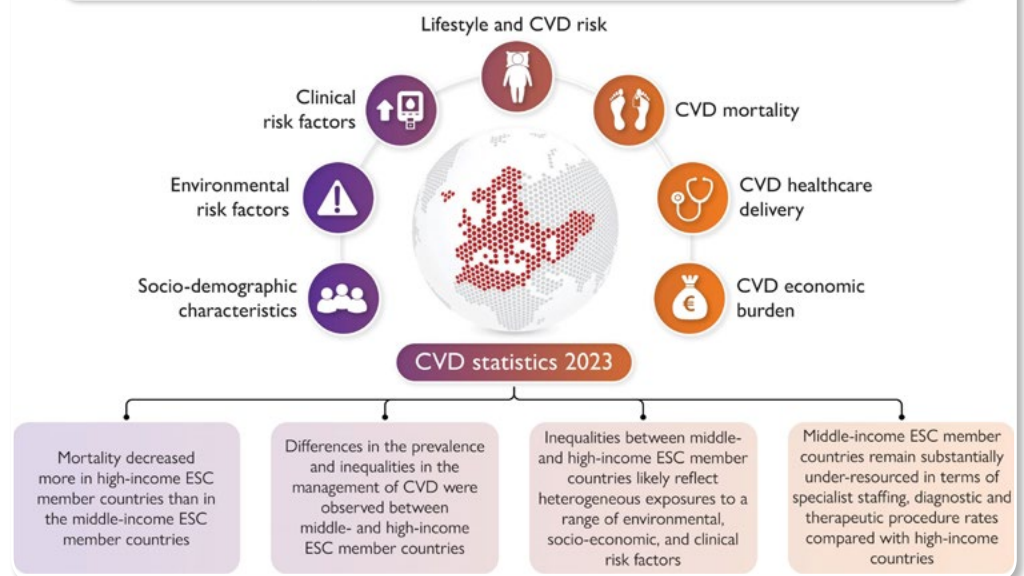 Lifestyle and CVD risk
Clinical
risk factors
CVD mortality
Environmental
risk factors
CVD healthcare
delivery
Socio-demographic
characteristics
CVD economic
burden
€
CVD statistics 2023
Mortality decreased
more in high-income ESC
member countries than in
the middle-income ESC
member countries
Differences in the prevalence
and inequalities in the
management of CVD were
observed between
middle- and high-income
ESC member countries
Inequalities between middle-
and high-income ESC member
countries likely reflect
heterogeneous exposures to a
range of environmental,
socio-economic, and clinical
risk factors
Middle-income ESC member
countries remain substantially
under-resourced in terms of
specialist staffing, diagnostic and
therapeutic procedure rates
compared with high-income
countries